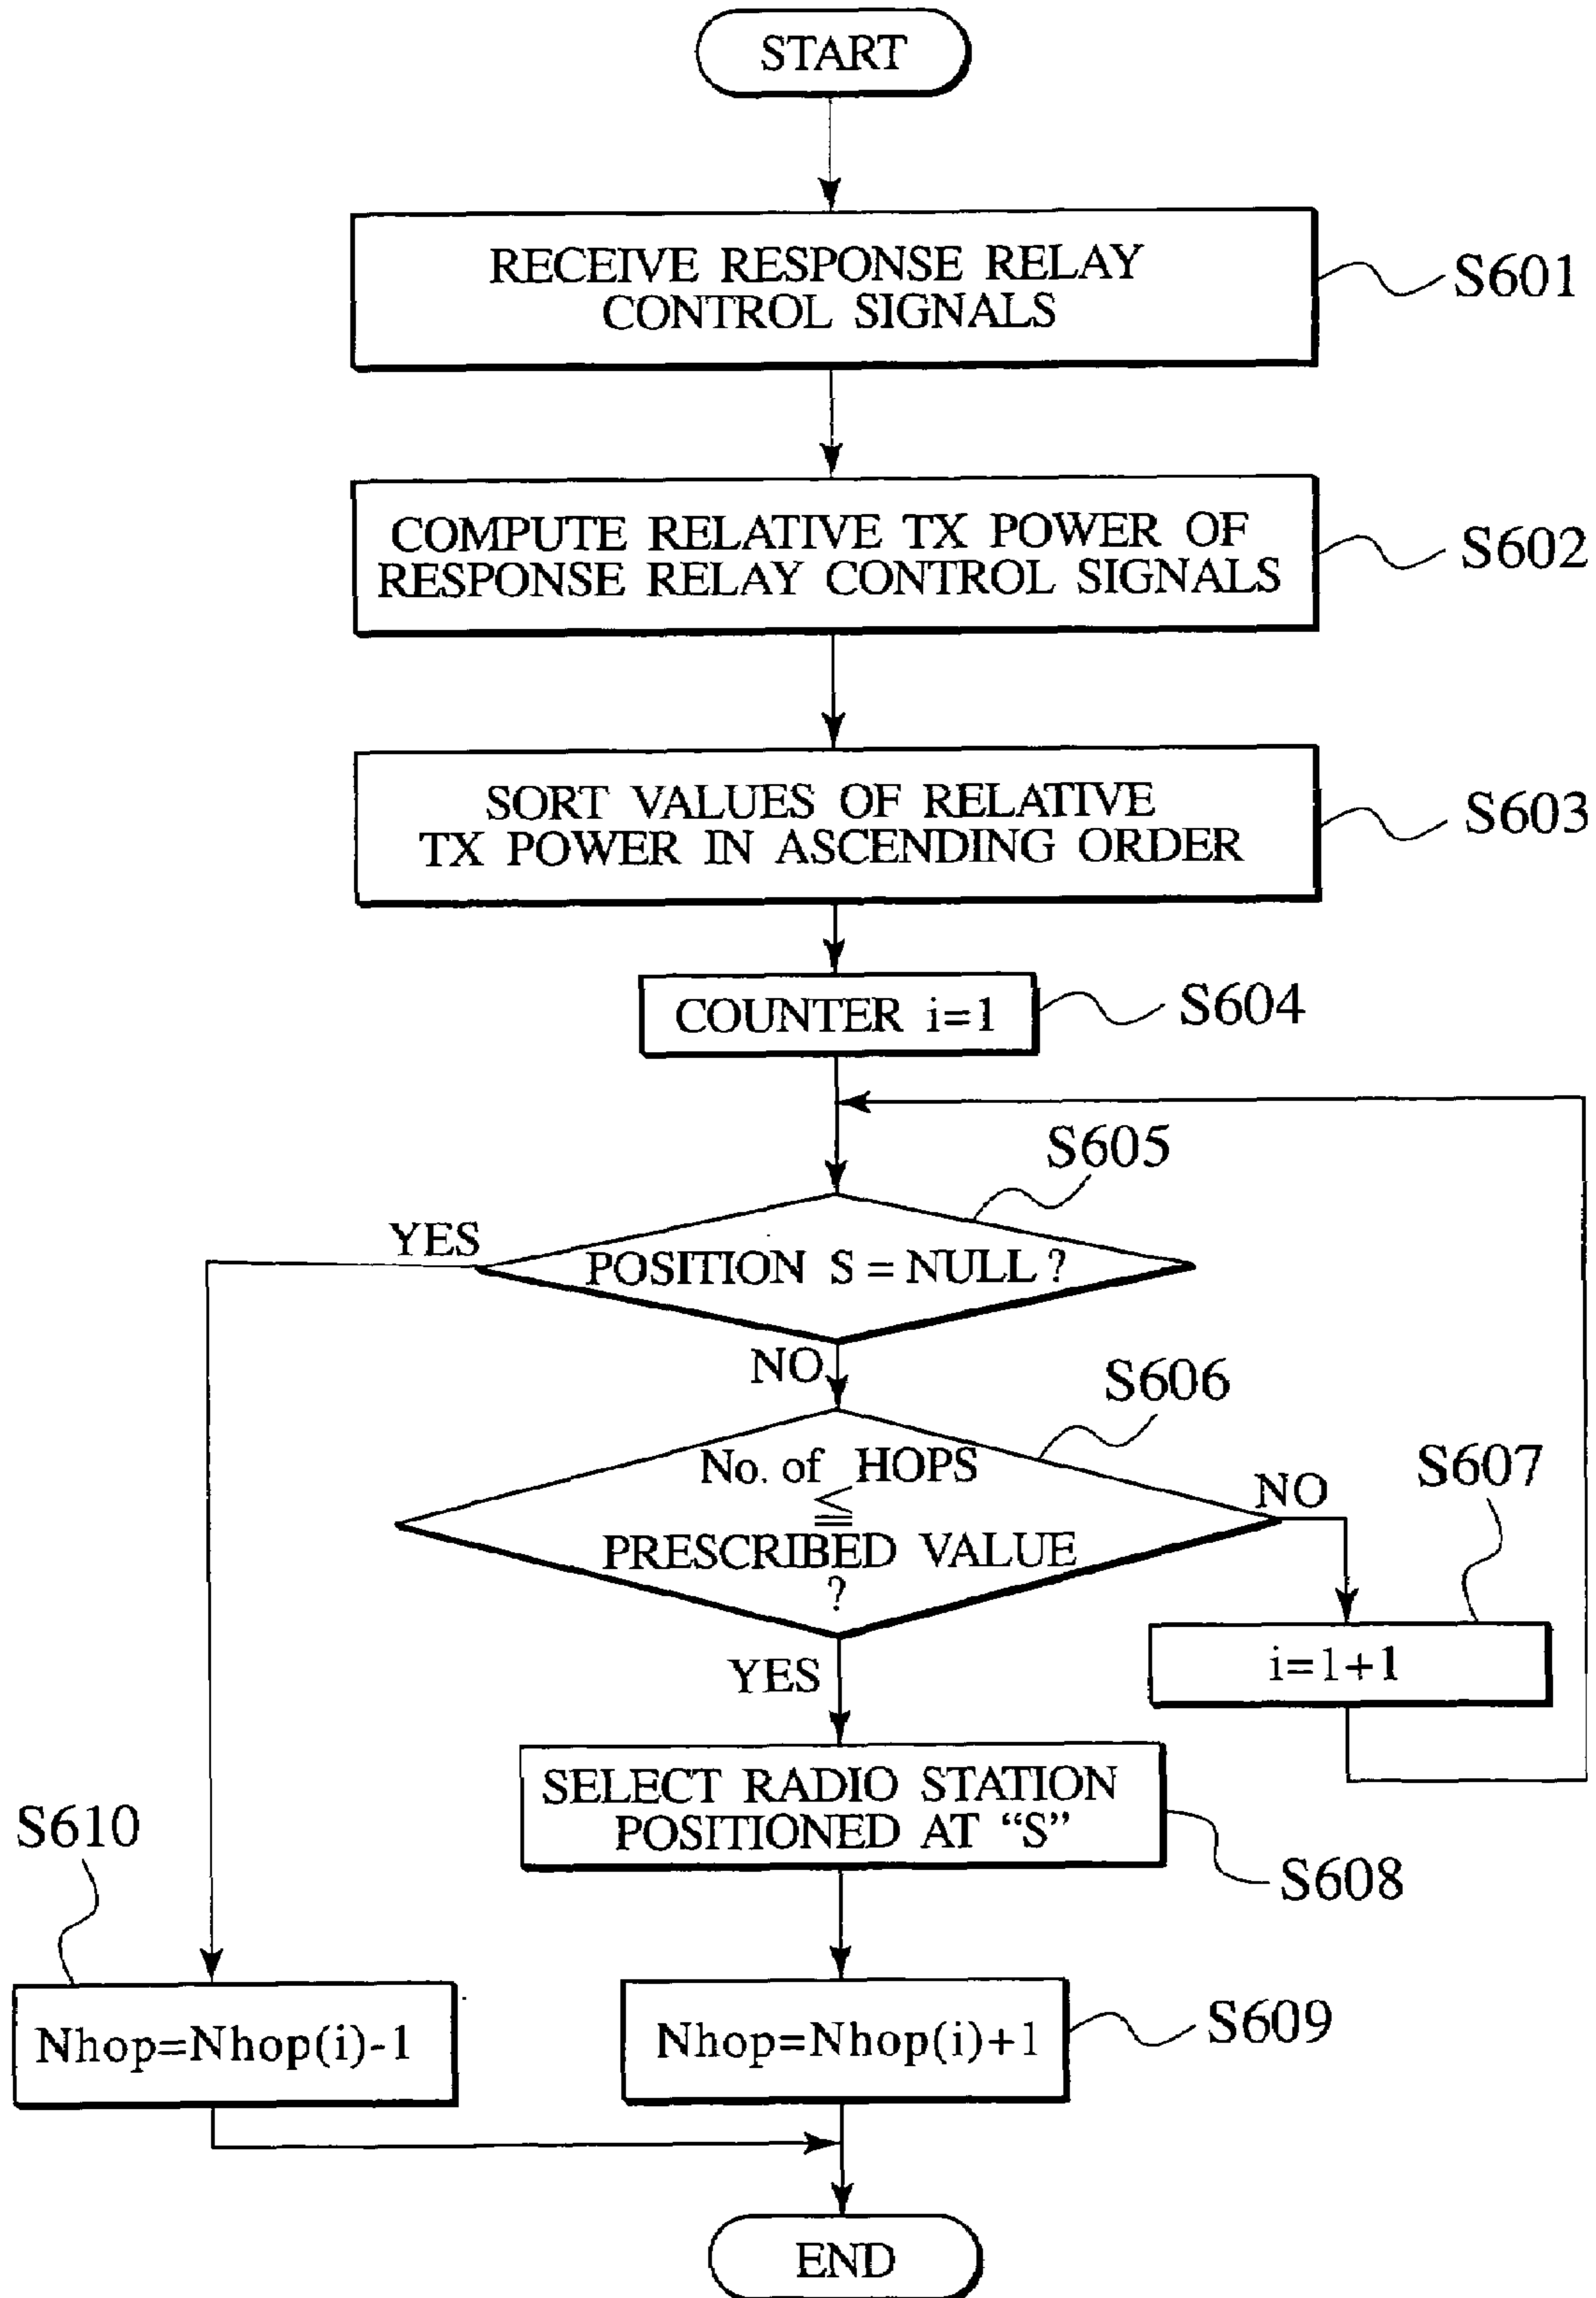 START
RECEIVE RESPONSE RELAY
CONTROL SIGNALS
S601
COMPUTE RELATIVE TX POWER OF
RESPONSE RELAY CONTROL SIGNALS
S602
SORT VALUES OF RELATIVE
TX POWER IN ASCENDING ORDER
S603
COUNTER i=1
S604
S605
YES
POSITION S = NULL ?
NO
S606
No. of HOPS
≦
PRESCRIBED VALUE
?
NO
S607
i=1+1
YES
SELECT RADIO STATION
POSITIONED AT “S”
S608
S610
Nhop=Nhop(i)-1
Nhop=Nhop(i)+1
S609
END